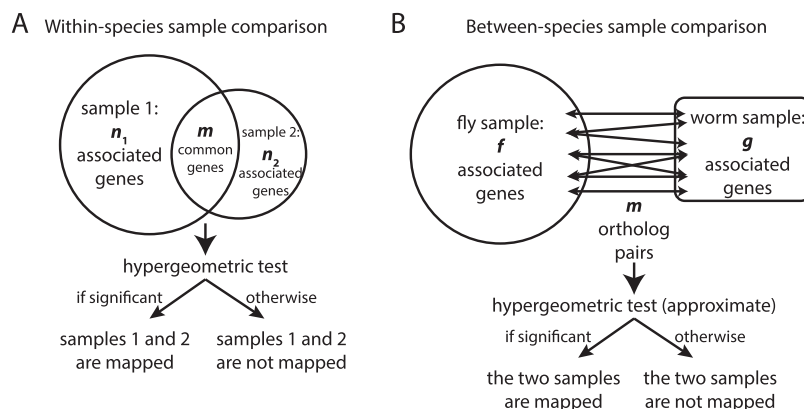 A Within-species sample comparison
sample 1:
n1
associated
genes
m
common
genes
sample 2:
n2
associated
genes
hypergeometric test
if significant
otherwise
samples 1 and 2
are mapped
samples 1 and 2
are not mapped
B Between-species sample comparison
fly sample:
f
associated
genes
worm sample:
g
associated
genes
m
ortholog
pairs
hypergeometric test (approximate)
if significant
otherwise
the two samples
are mapped
the two samples
are not mapped